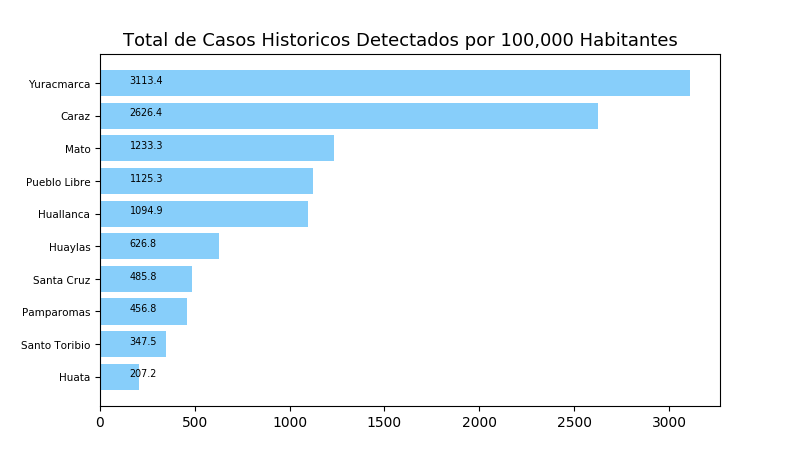 Total de Casos Historicos Detectados por 100,000 Habitantes
Yuracmarca 3113.4
Caraz 2626.4
Mato 1233.3
Pueblo Libre 1125.3
Huallanca 1094.9
Huaylas 626.8
Santa Cruz 485.8
Pamparomas 456.8
Santo Toribio 347.5
Huata 207.2
0 500 1000 1500 2000 2500 3000